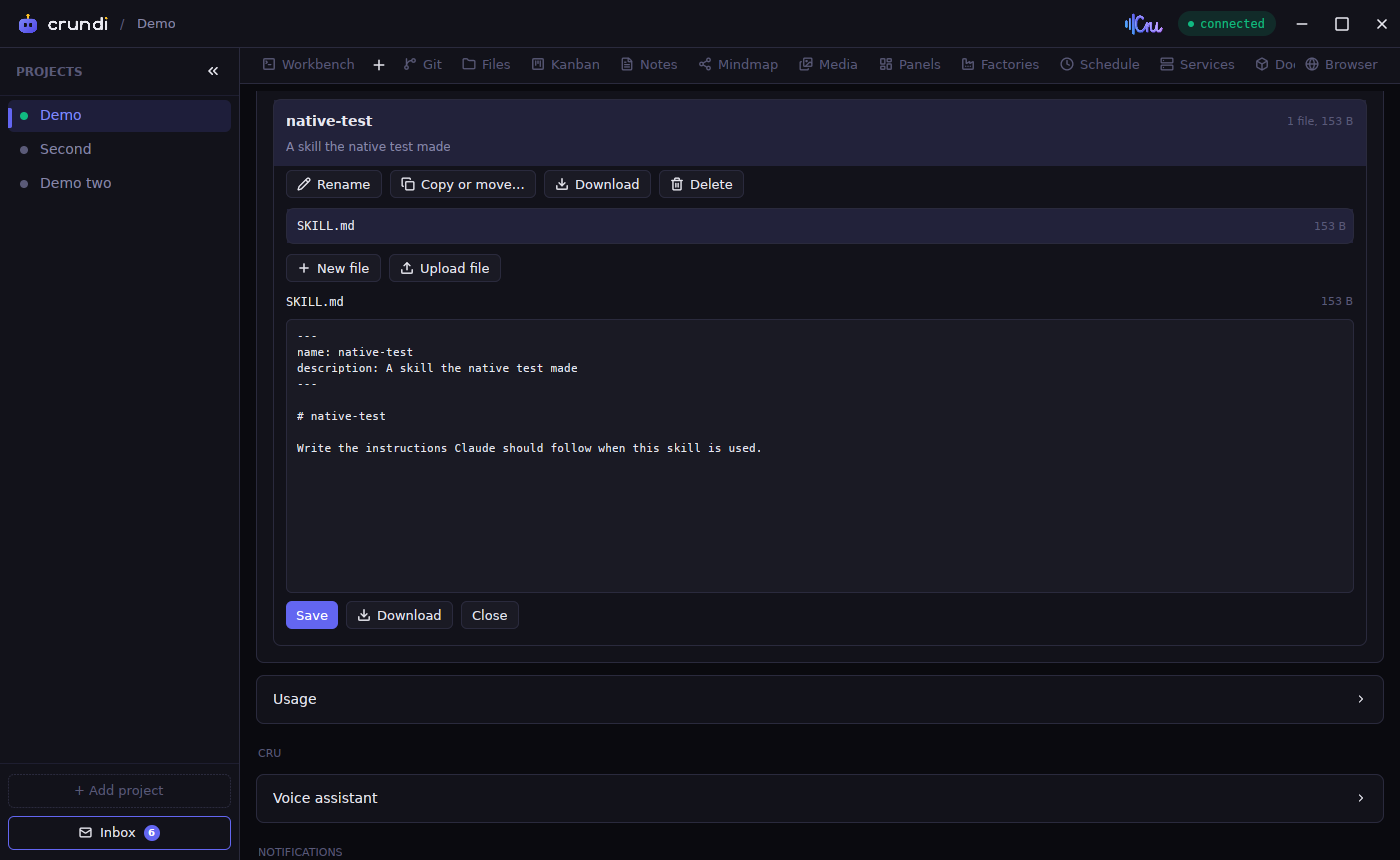 crundi / Demo
Cru
connected
PROJECTS
Workbench
Git
Files
Kanban
Notes
Mindmap
Media
Panels
Factories
Schedule
Services
Browser
Demo
Second
Demo two
native-test
1 file, 153 B
A skill the native test made
Rename
Copy or move...
Download
Delete
SKILL.md
153 B
+ New file
Upload file
SKILL.md
153 B
---
name: native-test
description: A skill the native test made
---
# native-test
Write the instructions Claude should follow when this skill is used.
Save
Download
Close
Usage
CRU
Voice assistant
NOTIFICATIONS
+ Add project
Inbox 6